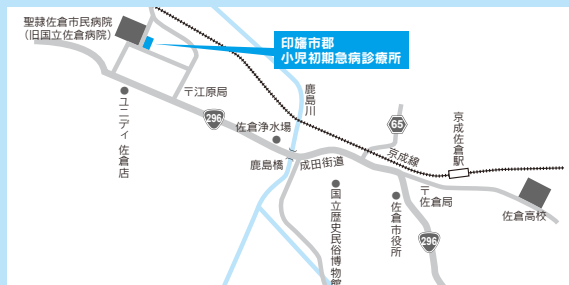 聖隷佐倉市民病院
（旧国立佐倉病院）
印旛市郡
小児初期急病診療所
〒江原局
鹿島川
ユニディ佐倉店
296
佐倉浄水場
65
京成佐倉駅
京成線
鹿島橋
成田街道
国立歴史民俗博物館
佐倉市役所
〒
佐倉局
佐倉高校
296